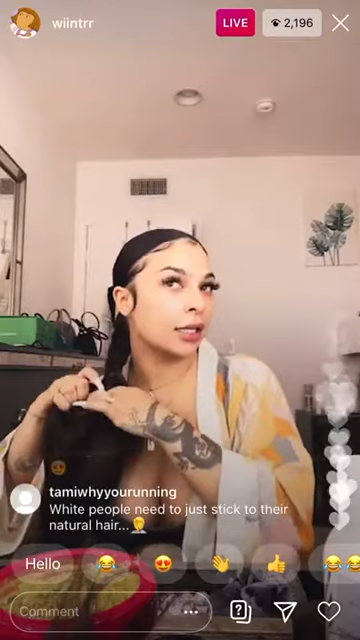 wiintrr
LIVE
2,196
tamiwhyyourunning
White people need to just stick to their
natural hair...🤦‍♂️
Hello
😂
😍
👋
👍
😂😂
Comment